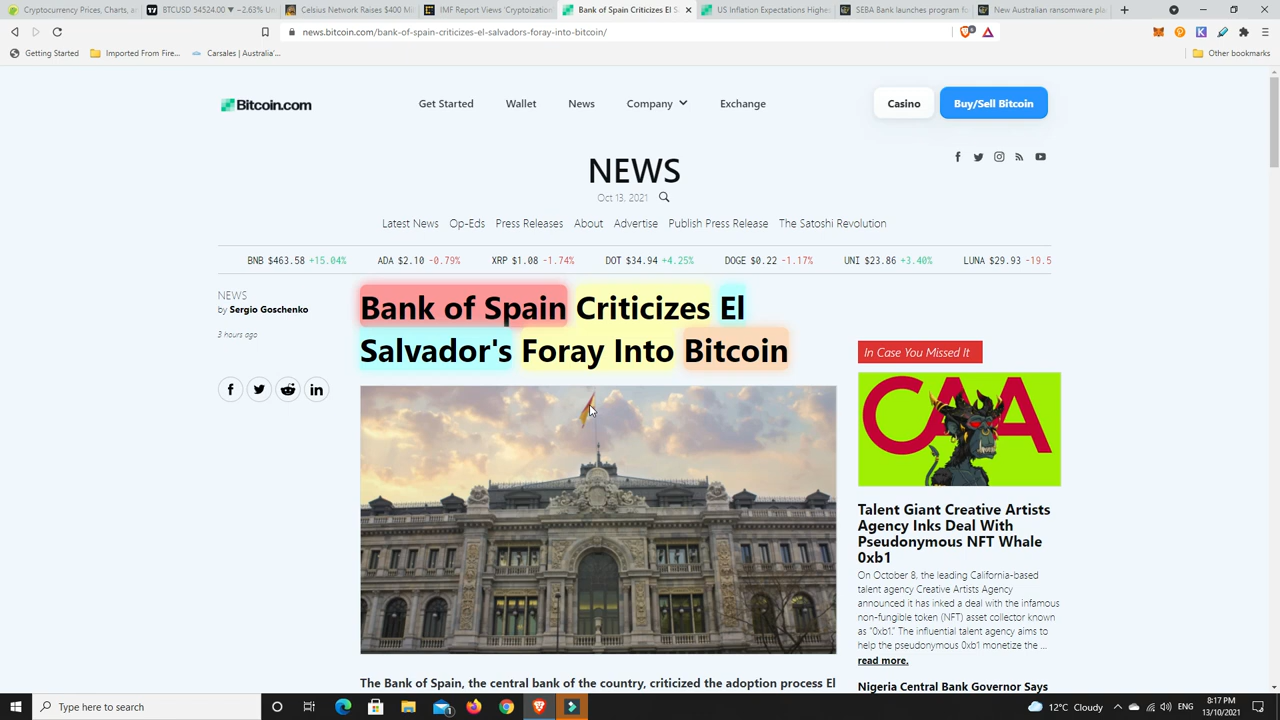 Cryptocurrency Prices, Charts, a
BTCUSD 54524.00 ▼ −2.63% Un
Celsius Network Raises $400 Mi
IMF Report Views 'Cryptoization
Bank of Spain Criticizes El S
US Inflation Expectations Highes
SEBA Bank launches program fo
New Australian ransomware pla
news.bitcoin.com/bank-of-spain-criticizes-el-salvadors-foray-into-bitcoin/
Getting Started
Imported From Fire...
Carsales | Australia'...
Other bookmarks
Bitcoin.com
Get Started
Wallet
News
Company
Exchange
Casino
Buy/Sell Bitcoin
NEWS
Oct 13, 2021
Latest News Op-Eds Press Releases About Advertise Publish Press Release The Satoshi Revolution
BNB $463.58 +15.04% ADA $2.10 -0.79% XRP $1.08 -1.74% DOT $34.94 +4.25% DOGE $0.22 -1.17% UNI $23.86 +3.40% LUNA $29.93 -19.5
NEWS
by Sergio Goschenko
3 hours ago
Bank of Spain Criticizes El
Salvador's Foray Into Bitcoin
The Bank of Spain, the central bank of the country, criticized the adoption process El
In Case You Missed It
CAA
Talent Giant Creative Artists
Agency Inks Deal With
Pseudonymous NFT Whale
0xb1
On October 8, the leading California-based
talent agency Creative Artists Agency
announced it has inked a deal with the infamous
non-fungible token (NFT) asset collector known
as "0xb1." The influential talent agency aims to
help the pseudonymous 0xb1 monetize the ...
read more.
Nigeria Central Bank Governor Says
Type here to search
12°C Cloudy
ENG
8:17 PM
13/10/2021